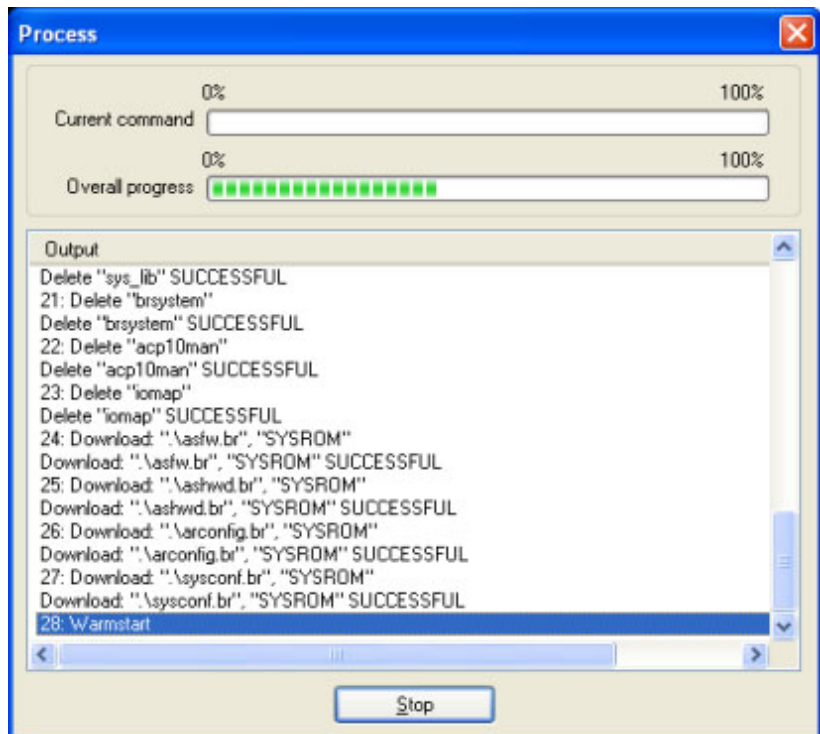 Process
0% 100%
Current command
0% 100%
Overall progress
Output
Delete "sys_lib" SUCCESSFUL
21: Delete "brsystem"
Delete "brsystem" SUCCESSFUL
22: Delete "acp10man"
Delete "acp10man" SUCCESSFUL
23: Delete "iomap"
Delete "iomap" SUCCESSFUL
24: Download: ".\asfw.br", "SYSROM"
Download: ".\asfw.br", "SYSROM" SUCCESSFUL
25: Download: ".\ashwd.br", "SYSROM"
Download: ".\ashwd.br", "SYSROM" SUCCESSFUL
26: Download: ".\arconfig.br", "SYSROM"
Download: ".\arconfig.br", "SYSROM" SUCCESSFUL
27: Download: ".\sysconf.br", "SYSROM"
Download: ".\sysconf.br", "SYSROM" SUCCESSFUL
28: Warmstart
Stop